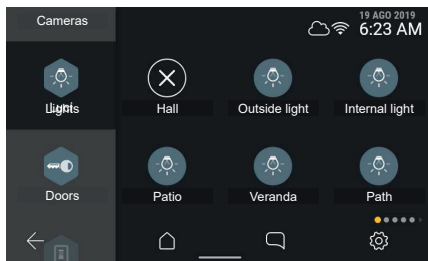 Cameras
19 AGO 2019
6:23 AM
Lights
Hall
Outside light
Internal light
Doors
Patio
Veranda
Path